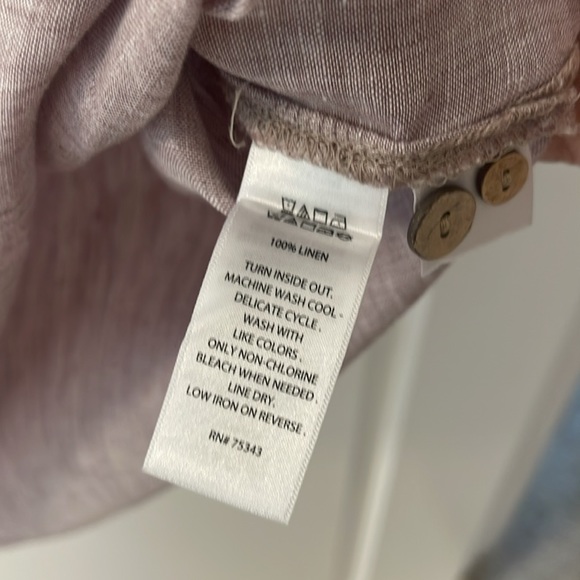 100% LINEN
TURN INSIDE OUT.
MACHINE WASH COOL -
DELICATE CYCLE.
WASH WITH
LIKE COLORS.
ONLY NON-CHLORINE
BLEACH WHEN NEEDED.
LINE DRY.
LOW IRON ON REVERSE.
RN# 75343